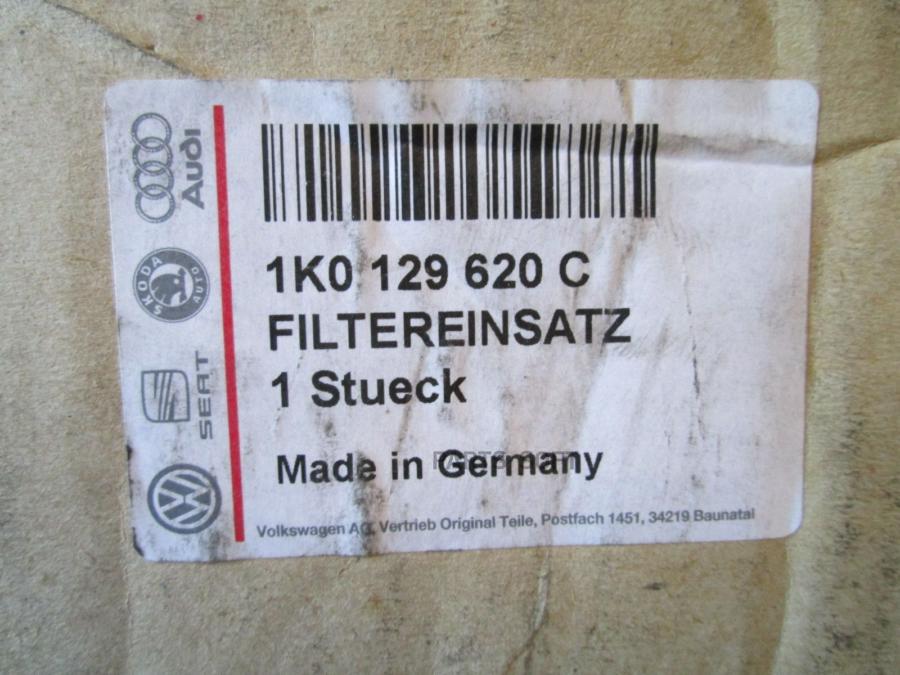 Audi
SKODA AUTO
SEAT
1K0 129 620 C
FILTEREINSATZ
1 Stueck
Made in Germany
Volkswagen AG, Vertrieb Original Teile, Postfach 1451, 34219 Baunatal